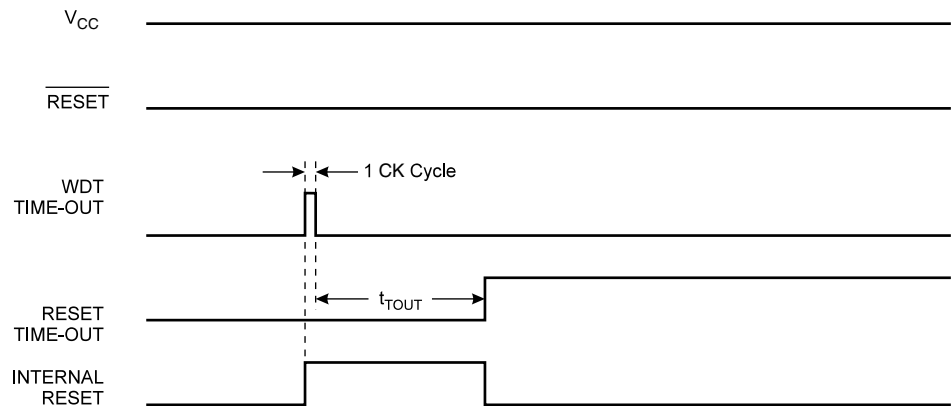 VCC
RESET
1 CK Cycle
WDT
TIME-OUT
tTOUT
RESET
TIME-OUT
INTERNAL
RESET